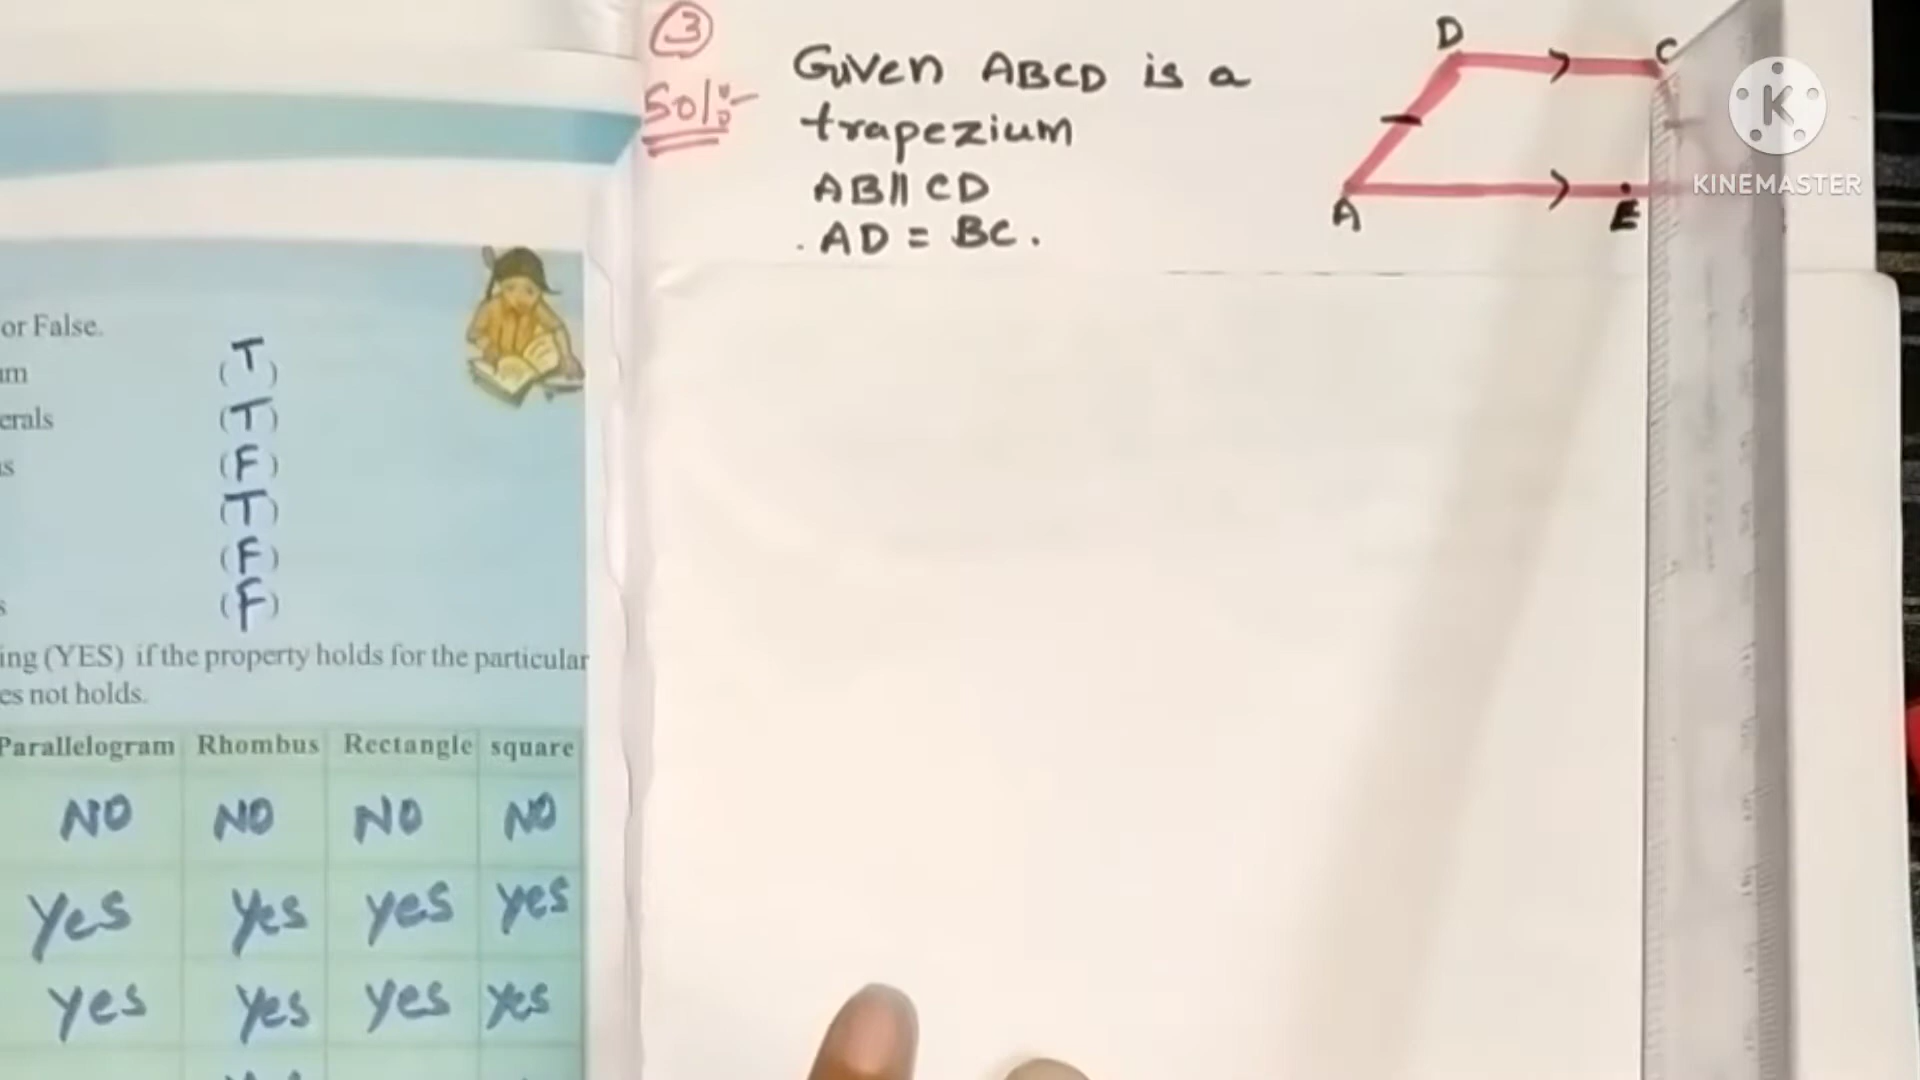 or False.
(T)
(T)
(F)
(T)
(F)
(F)
ing (YES) if the property holds for the particular
es not holds.
Parallelogram Rhombus Rectangle square
NO NO NO NO
Yes Yes Yes Yes
Yes Yes Yes Yes
3
Sol:-
Given ABCD is a
trapezium
AB || CD
. AD = BC.
D C
A E
K
KINEMASTER